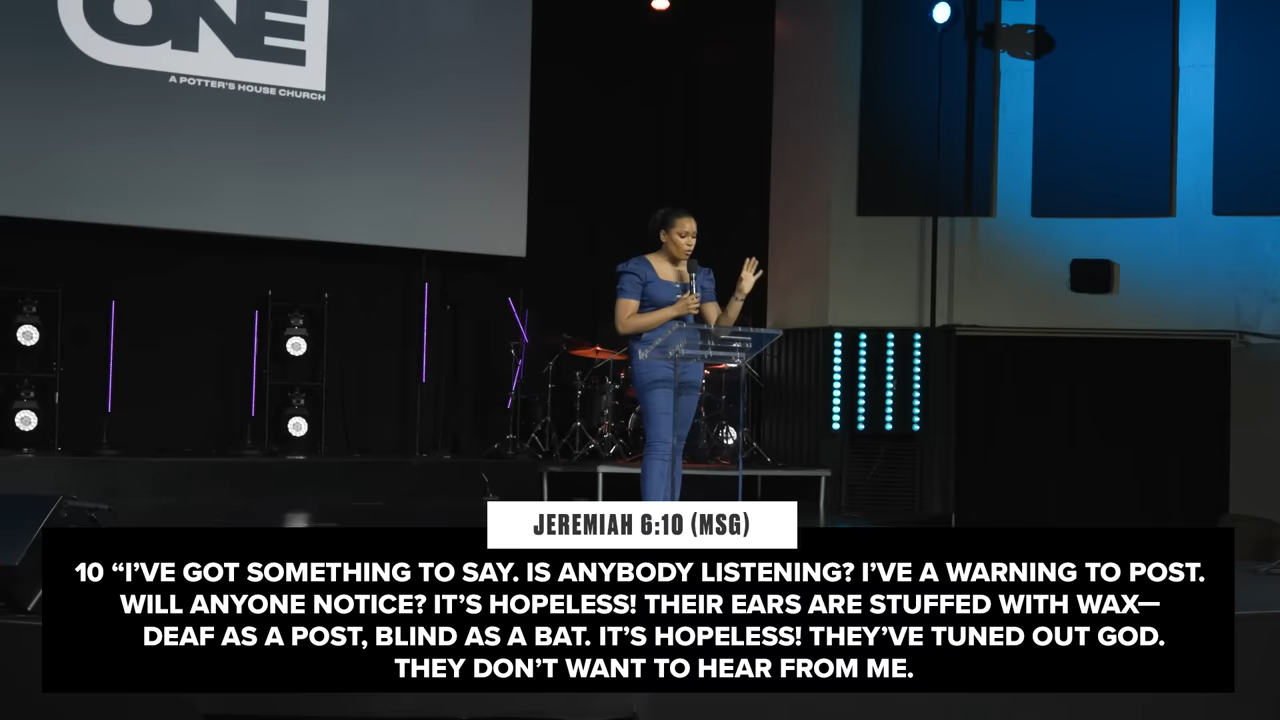 ONE
A POTTER'S HOUSE CHURCH
JEREMIAH 6:10 (MSG)
10 “I’VE GOT SOMETHING TO SAY. IS ANYBODY LISTENING? I’VE A WARNING TO POST.
WILL ANYONE NOTICE? IT’S HOPELESS! THEIR EARS ARE STUFFED WITH WAX—
DEAF AS A POST, BLIND AS A BAT. IT’S HOPELESS! THEY’VE TUNED OUT GOD.
THEY DON’T WANT TO HEAR FROM ME.